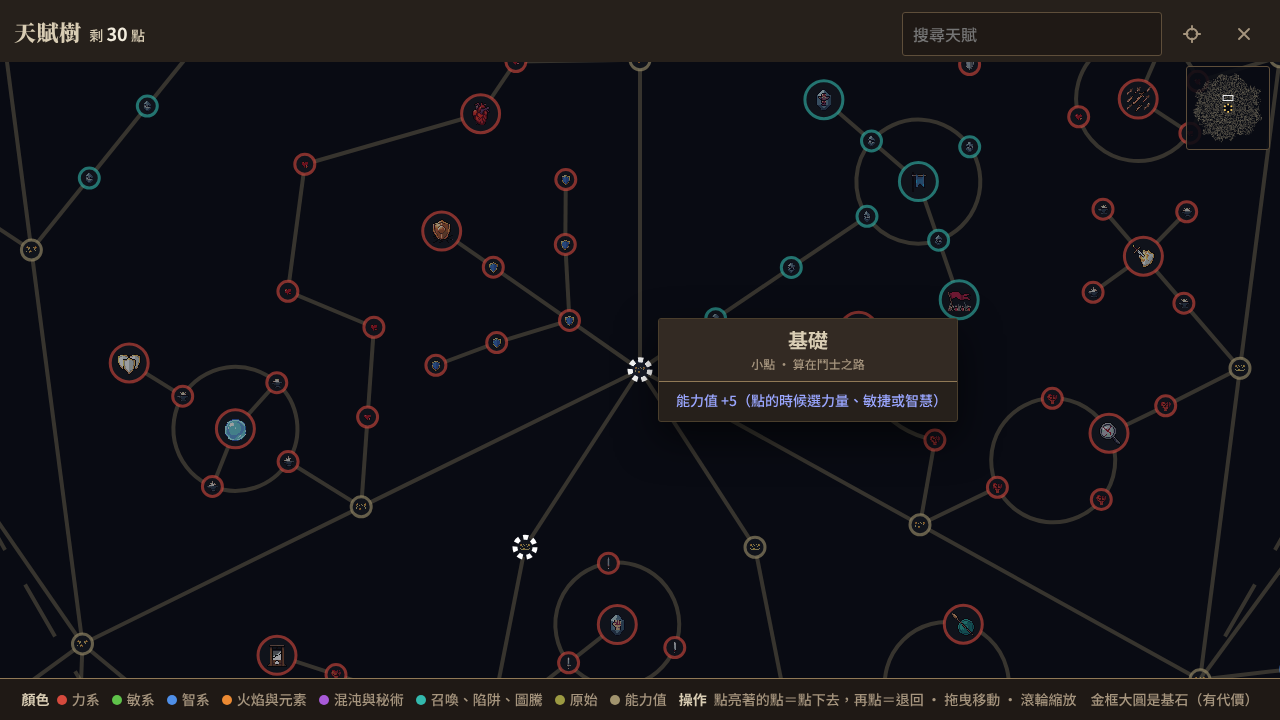 天賦樹 剩 30 點
搜尋天賦
基礎
小點 · 算在鬥士之路
能力值 +5（點的時候選力量、敏捷或智慧）
顏色 力系 敏系 智系 火焰與元素 混沌與秘術 召喚、陷阱、圖騰 原始 能力值 操作 點亮著的點＝點下去，再點＝退回 · 拖曳移動 · 滾輪縮放 金框大圓是基石（有代價）